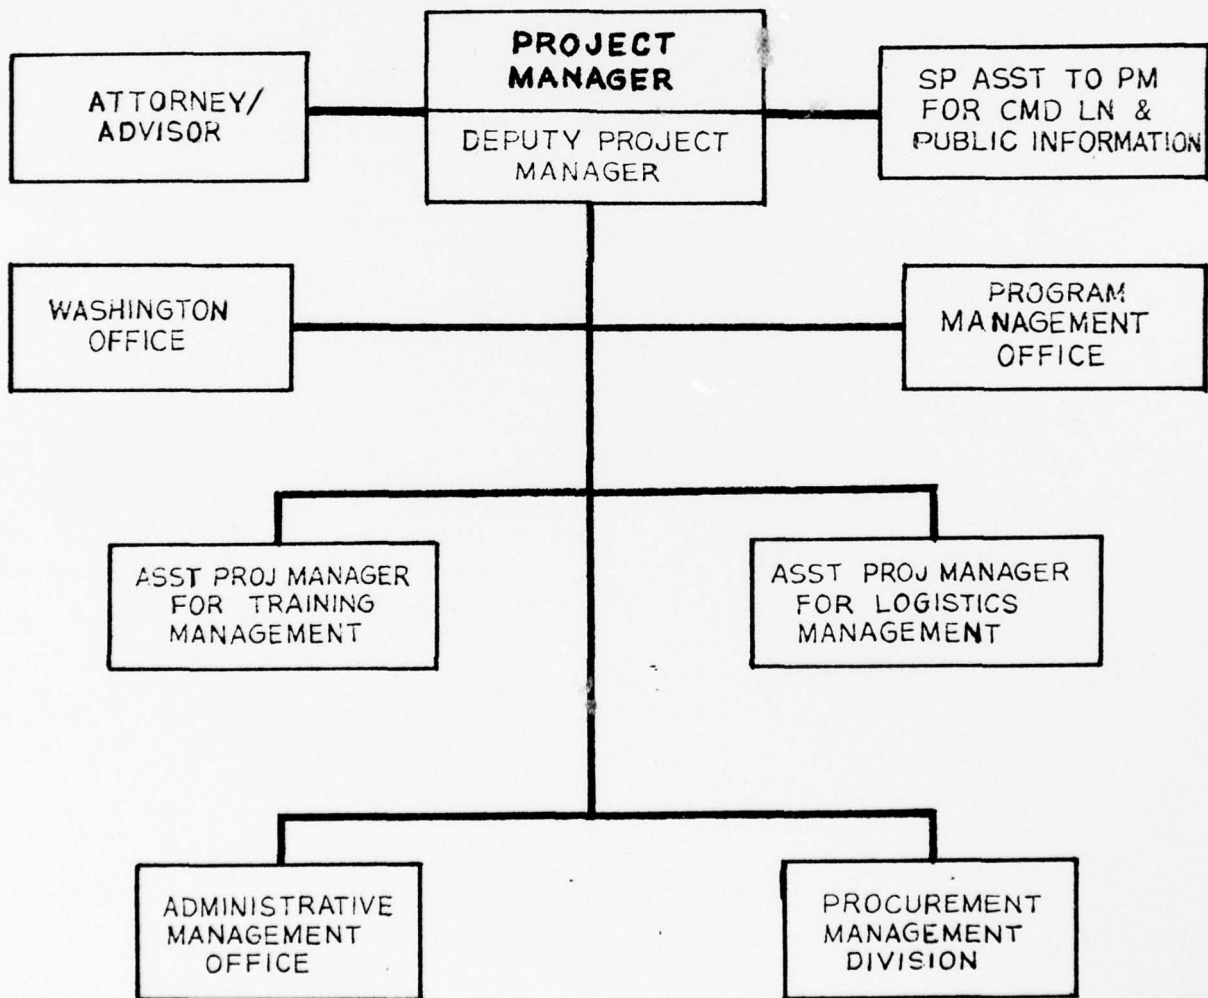 PROJECT
MANAGER
DEPUTY PROJECT
MANAGER
ATTORNEY/
ADVISOR
SP ASST TO PM
FOR CMD LN &
PUBLIC INFORMATION
WASHINGTON
OFFICE
PROGRAM
MANAGEMENT
OFFICE
ASST PROJ MANAGER
FOR TRAINING
MANAGEMENT
ASST PROJ MANAGER
FOR LOGISTICS
MANAGEMENT
ADMINISTRATIVE
MANAGEMENT
OFFICE
PROCUREMENT
MANAGEMENT
DIVISION